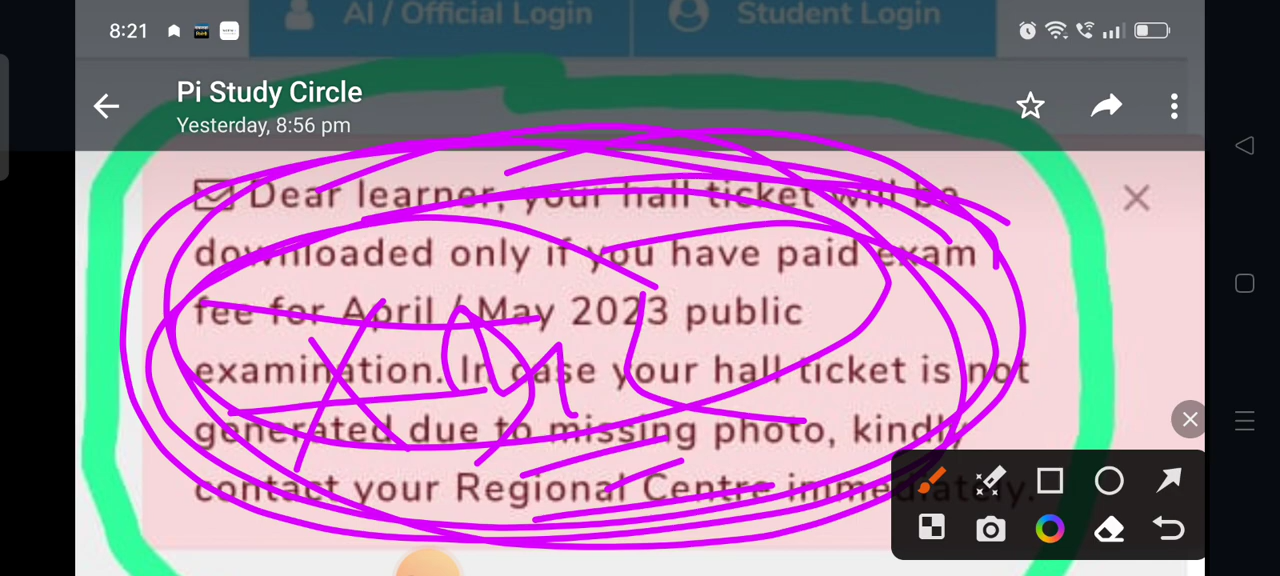 AI / Official Login
Student Login
8:21
Pi Study Circle
Yesterday, 8:56 pm
Dear learner, your hall ticket will be
downloaded only if you have paid exam
fee for April / May 2023 public
examination. In case your hall ticket is not
generated due to missing photo, kindly
contact your Regional Centre immediately.